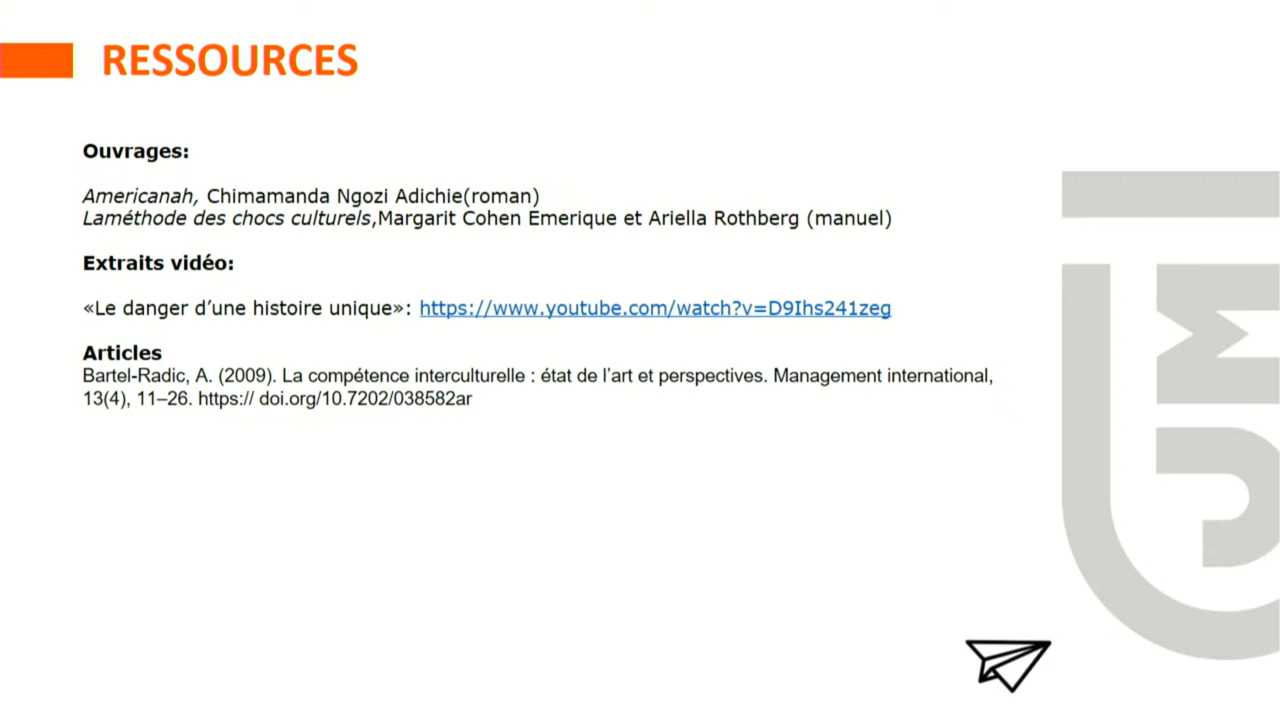 RESSOURCES
Ouvrages:
Americanah, Chimamanda Ngozi Adichie(roman)
Laméthode des chocs culturels,Margarit Cohen Emerique et Ariella Rothberg (manuel)
Extraits vidéo:
«Le danger d’une histoire unique»: https://www.youtube.com/watch?v=D9Ihs241zeg
Articles
Bartel-Radic, A. (2009). La compétence interculturelle : état de l’art et perspectives. Management international,
13(4), 11–26. https:// doi.org/10.7202/038582ar